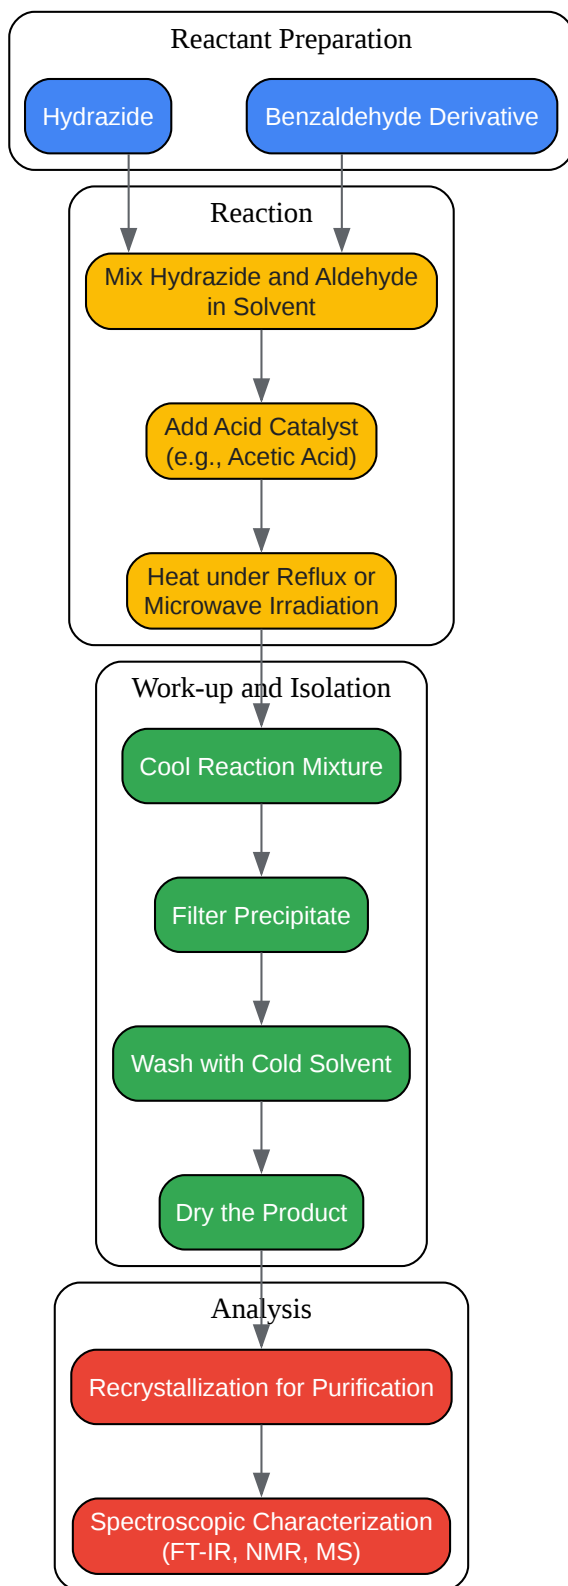 Reactant Preparation
Hydrazide
Benzaldehyde Derivative
Reaction
Mix Hydrazide and Aldehyde
in Solvent
Add Acid Catalyst
(e.g., Acetic Acid)
Heat under Reflux or
Microwave Irradiation
Work-up and Isolation
Cool Reaction Mixture
Filter Precipitate
Wash with Cold Solvent
Dry the Product
Analysis
Recrystallization for Purification
Spectroscopic Characterization
(FT-IR, NMR, MS)